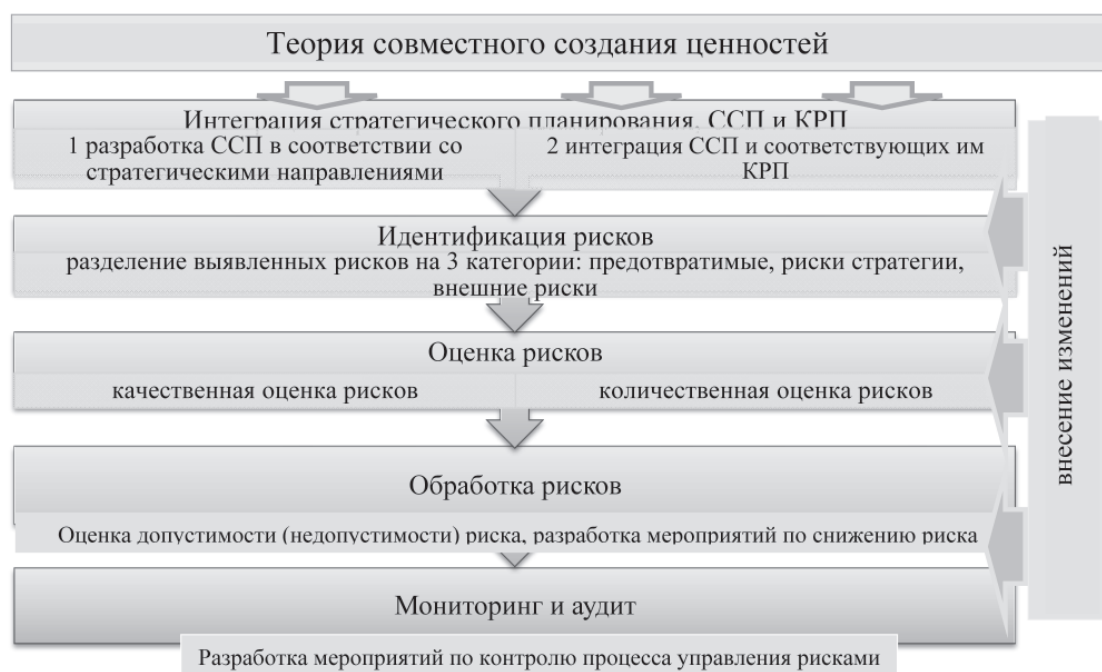 Теория совместного создания ценностей
Интеграция стратегического планирования, ССП и КРП
1 разработка ССП в соответствии со
стратегическими направлениями
2 интеграция ССП и соответствующих им
КРП
Идентификация рисков
разделение выявленных рисков на 3 категории: предотвратимые, риски стратегии,
внешние риски
Оценка рисков
качественная оценка рисков
количественная оценка рисков
Обработка рисков
Оценка допустимости (недопустимости) риска, разработка мероприятий по снижению риска
Мониторинг и аудит
Разработка мероприятий по контролю процесса управления рисками
внесение изменений